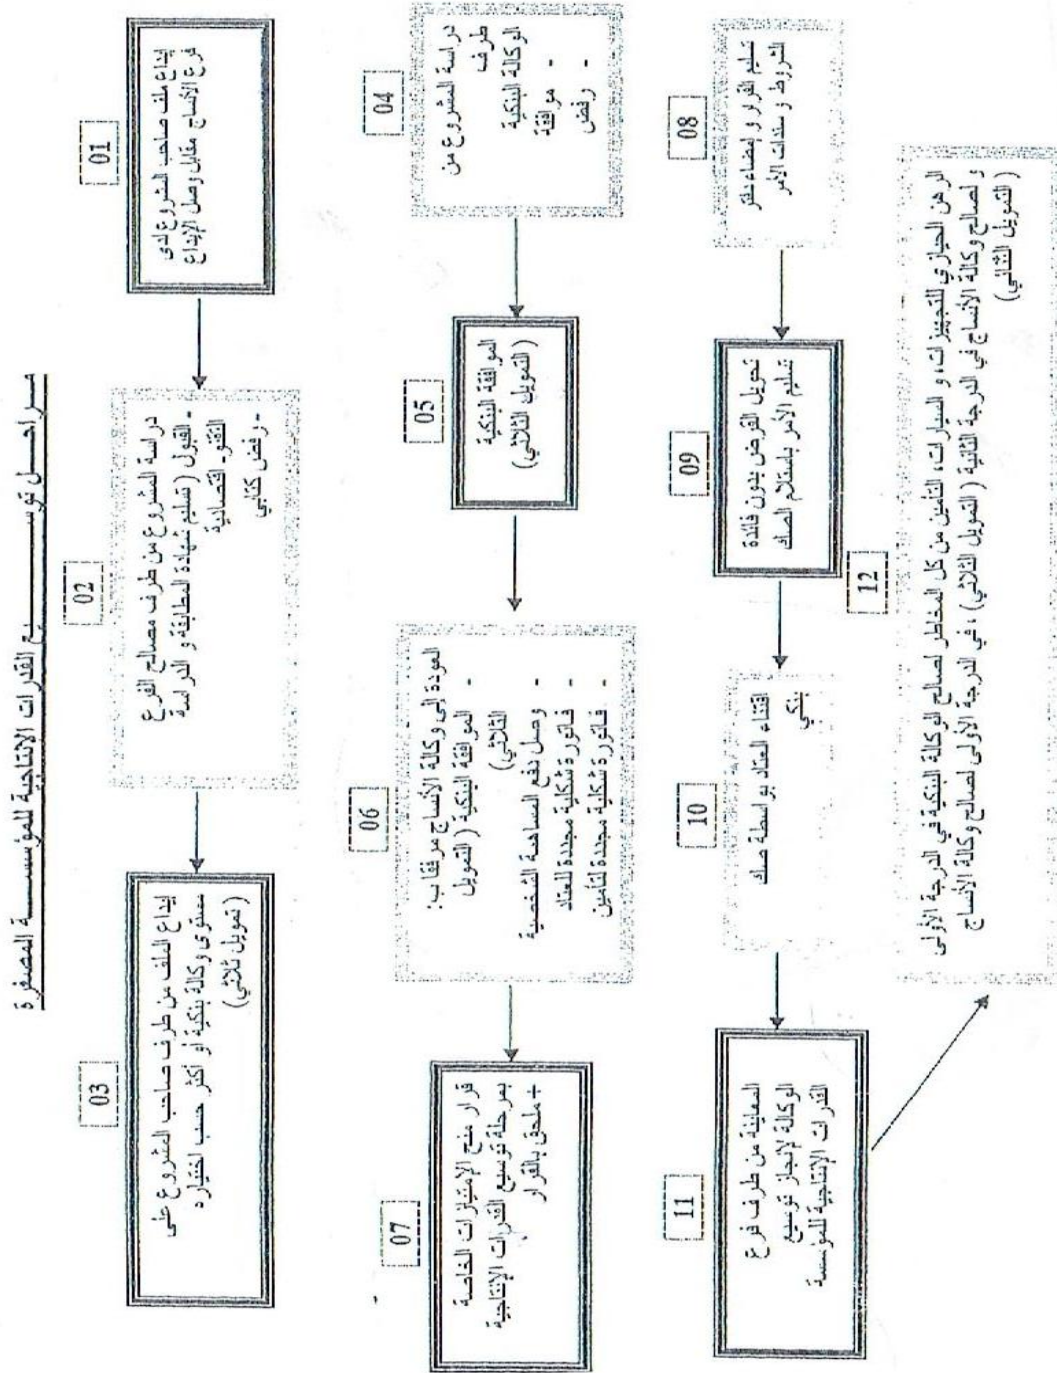 مراحل توسيع القدرات الإنتاجية للمؤسسة المصغرة
01
إيداع ملف صاحب المشروع لدى
فرع الأنساج مقابل وصل الإيداع
02
دراسة المشروع من طرف مصالح الفرع
- القبول (تسليم شهادة المطابقة و الدراسة
التقنو- اقتصادية
- رفض كتابي
03
إيداع الملف من طرف صاحب المشروع على
مستوى وكالة بنكية أو أكثر حسب اختياره
(تمويل ثلاثي)
04
دراسة المشروع من
طرف
الوكالة البنكية
- موافقة
- رفض
05
الموافقة البنكية
( التمويل الثلاثي)
06
العودة إلى وكالة الأنساج مرفقا ب:
- الموافقة البنكية ( التمويل
الثلاثي)
- وصل دفع المساهمة الشخصية
- فاتورة شكلية مجددة للعتاد
- فاتورة شكلية مجددة لتأمين
07
قرار منح الإمتيازات الخاصة
بمرحلة توسيع القدرات الإنتاجية
+ ملحق بالقرار
08
تسليم القرار و إمضاء دفتر
الشروط و سندات الأمر
09
تحويل القرض بدون فائدة
تسليم الأمر باستلام الصك
10
اقتناء العتاد بواسطة صك
بنكي
11
المعاينة من طرف فرع
الوكالة لإنجاز توسيع
القدرات الإنتاجية للمؤسسة
12
الرهن الحيازي للتجهيزات، و السيارات، التأمين من كل المخاطر لصالح الوكالة البنكية في الدرجة الأولى
و لصالح وكالة الأنساج في الدرجة الثانية ( التمويل الثلاثي) ، في الدرجة الأولى لصالح وكالة الأنساج
( التمويل الثنائي)